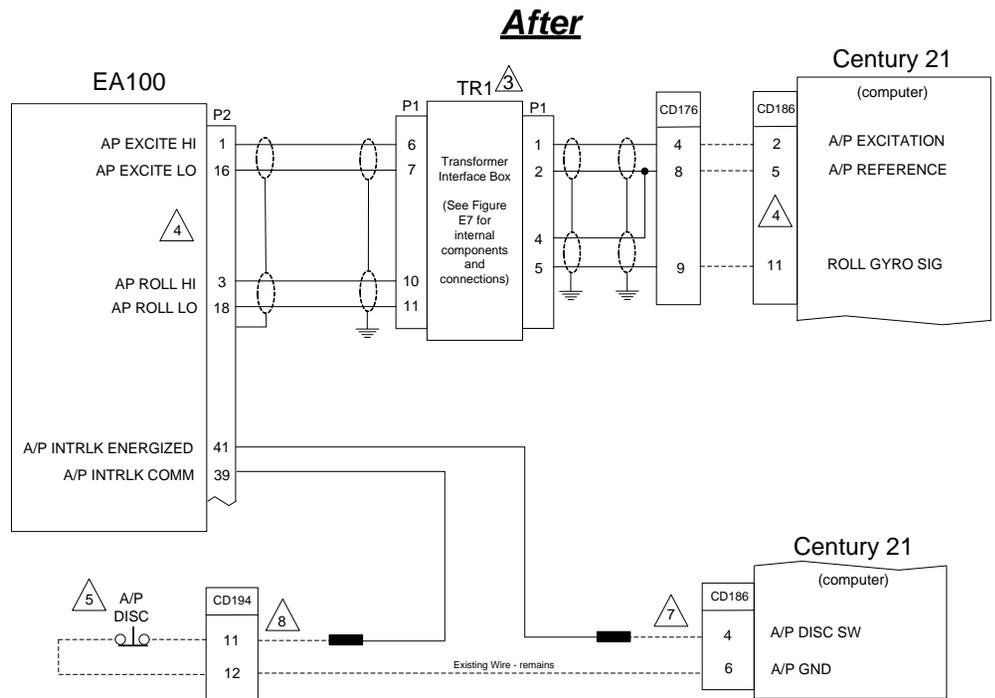 After
Century 21
EA100
TR1
3
(computer)
P2
P1
P1
CD176
CD186
AP EXCITE HI
1
6
Transformer
Interface Box
(See Figure
E7 for
internal
components
and
connections)
1
4
2
A/P EXCITATION
AP EXCITE LO
16
7
2
8
5
A/P REFERENCE
4
4
4
5
9
11
ROLL GYRO SIG
AP ROLL HI
3
10
AP ROLL LO
18
11
A/P INTRLK ENERGIZED
41
A/P INTRLK COMM
39
Century 21
(computer)
5
A/P
DISC
CD194
8
7
CD186
11
4
A/P DISC SW
12
Existing Wire - remains
6
A/P GND